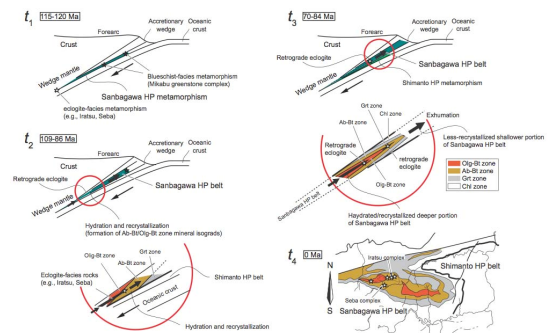 t1 115-120 Ma
Forearc
Accretionary
wedge
Oceanic
crust
Crust
Wedge mantle
Blueschist-facies metamorphism
(Mikabu greenstone complex)
Sanbagawa HP metamorphism
eclogite-facies metamorphism
(e.g., Iratsu, Seba)
t2 109-86 Ma
Crust
Forearc
Accretionary
wedge
Oceanic
crust
Retrograde eclogite
Wedge mantle
Sanbagawa HP belt
Hydration and recrystallization
(formation of Ab-Bt/Olg-Bt zone mineral isograds)
Olg-Bt zone
Ab-Bt zone
Grt zone
Eclogite-facies rocks
(e.g., Iratsu, Seba)
Shimanto HP belt
Oceanic crust
Hydration and recrystallization
t3 70-84 Ma
Forearc
Accretionary
wedge
Oceanic
crust
Crust
Retrograde eclogite
Wedge mantle
Sanbagawa HP belt
Shimanto HP metamorphism
Grt zone
Ab-Bt zone
Chl zone
Exhumation
Less-recrystallized shallower portion
of Sanbagawa HP belt
Retrograde
eclogite
retrograde
eclogite
Olg-Bt zone
Sanbagawa HP belt
Olg-Bt zone
Ab-Bt zone
Grt zone
Chl zone
Haydrated/recrystallized deeper portion
of Sanbagawa HP belt
t4 0 Ma
N
S
Iratsu complex
Shimanto HP belt
Seba complex
Sanbagawa HP belt